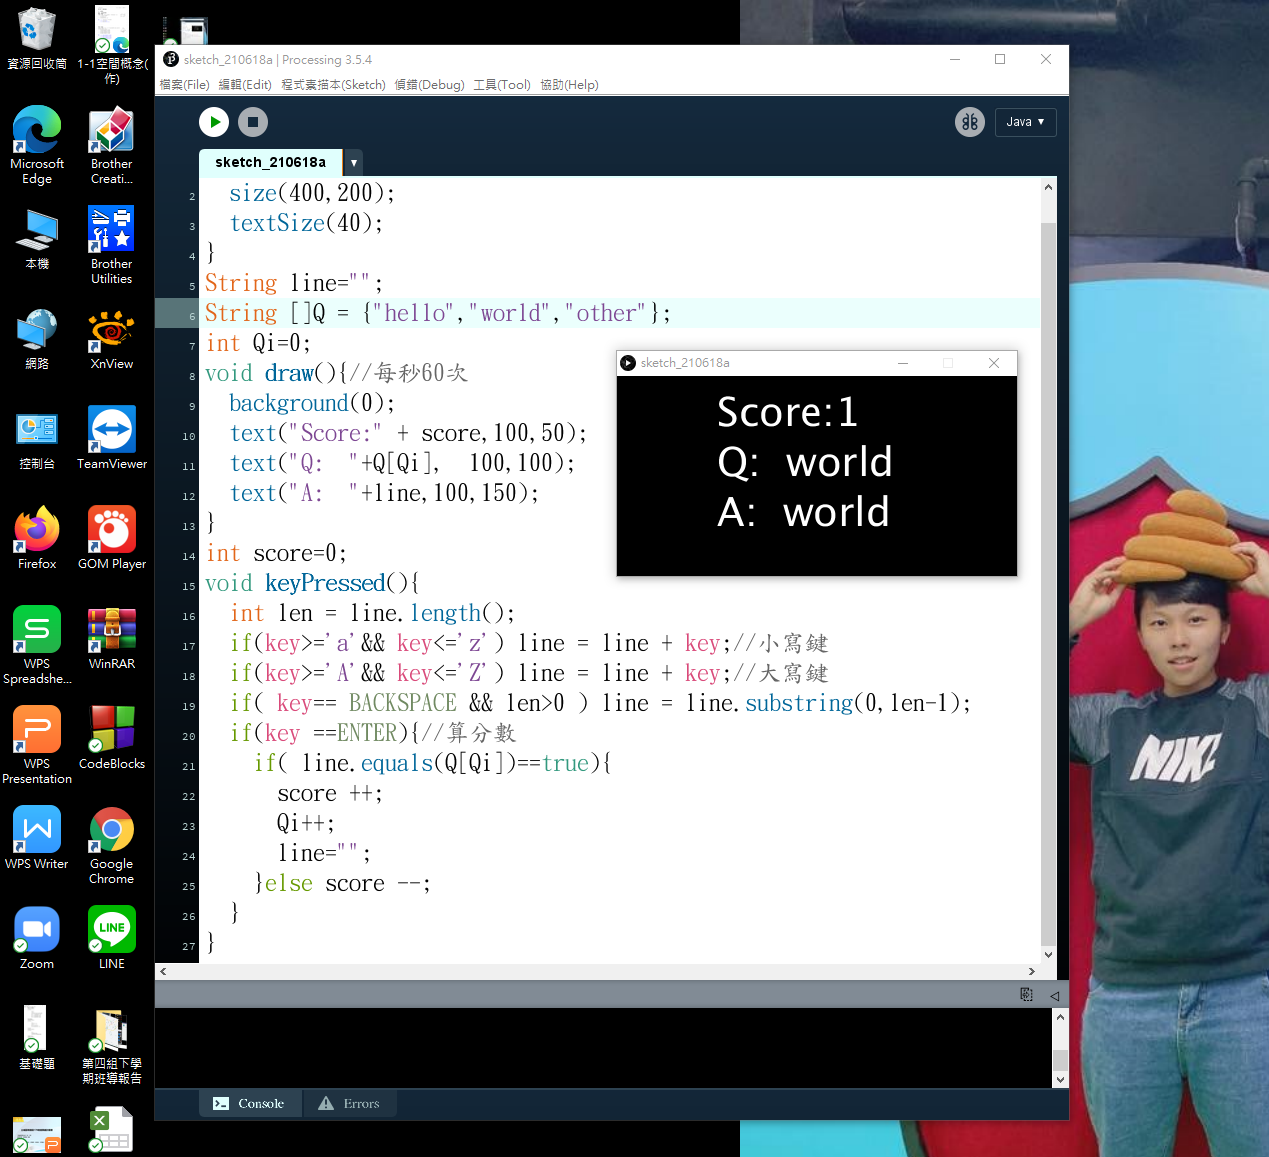 資源回收筒
1-1空間概念(
作)
Microsoft
Edge
Brother
Creati...
本機
Brother
Utilities
網路
XnView
控制台
TeamViewer
Firefox
GOM Player
WPS
Spreadshe...
WinRAR
WPS
Presentation
CodeBlocks
WPS Writer
Google
Chrome
Zoom
LINE
LINE
基礎題
第四組下學
期班導報告
sketch_210618a | Processing 3.5.4
檔案(File) 編輯(Edit) 程式素描本(Sketch) 偵錯(Debug) 工具(Tool) 協助(Help)
Java
sketch_210618a
2 size(400,200);
3 textSize(40);
4 }
5 String line="";
6 String []Q = {"hello","world","other"};
7 int Qi=0;
8 void draw(){//每秒60次
9 background(0);
10 text("Score:" + score,100,50);
11 text("Q:  "+Q[Qi],  100,100);
12 text("A:  "+line,100,150);
13 }
14 int score=0;
15 void keyPressed(){
16 int len = line.length();
17 if(key>='a'&& key<='z') line = line + key;//小寫鍵
18 if(key>='A'&& key<='Z') line = line + key;//大寫鍵
19 if( key== BACKSPACE && len>0 ) line = line.substring(0,len-1);
20 if(key ==ENTER){//算分數
21 if( line.equals(Q[Qi])==true){
22 score ++;
23 Qi++;
24 line="";
25 }else score --;
26 }
27 }
sketch_210618a
Score:1
Q:  world
A:  world
Console
Errors
NIKE